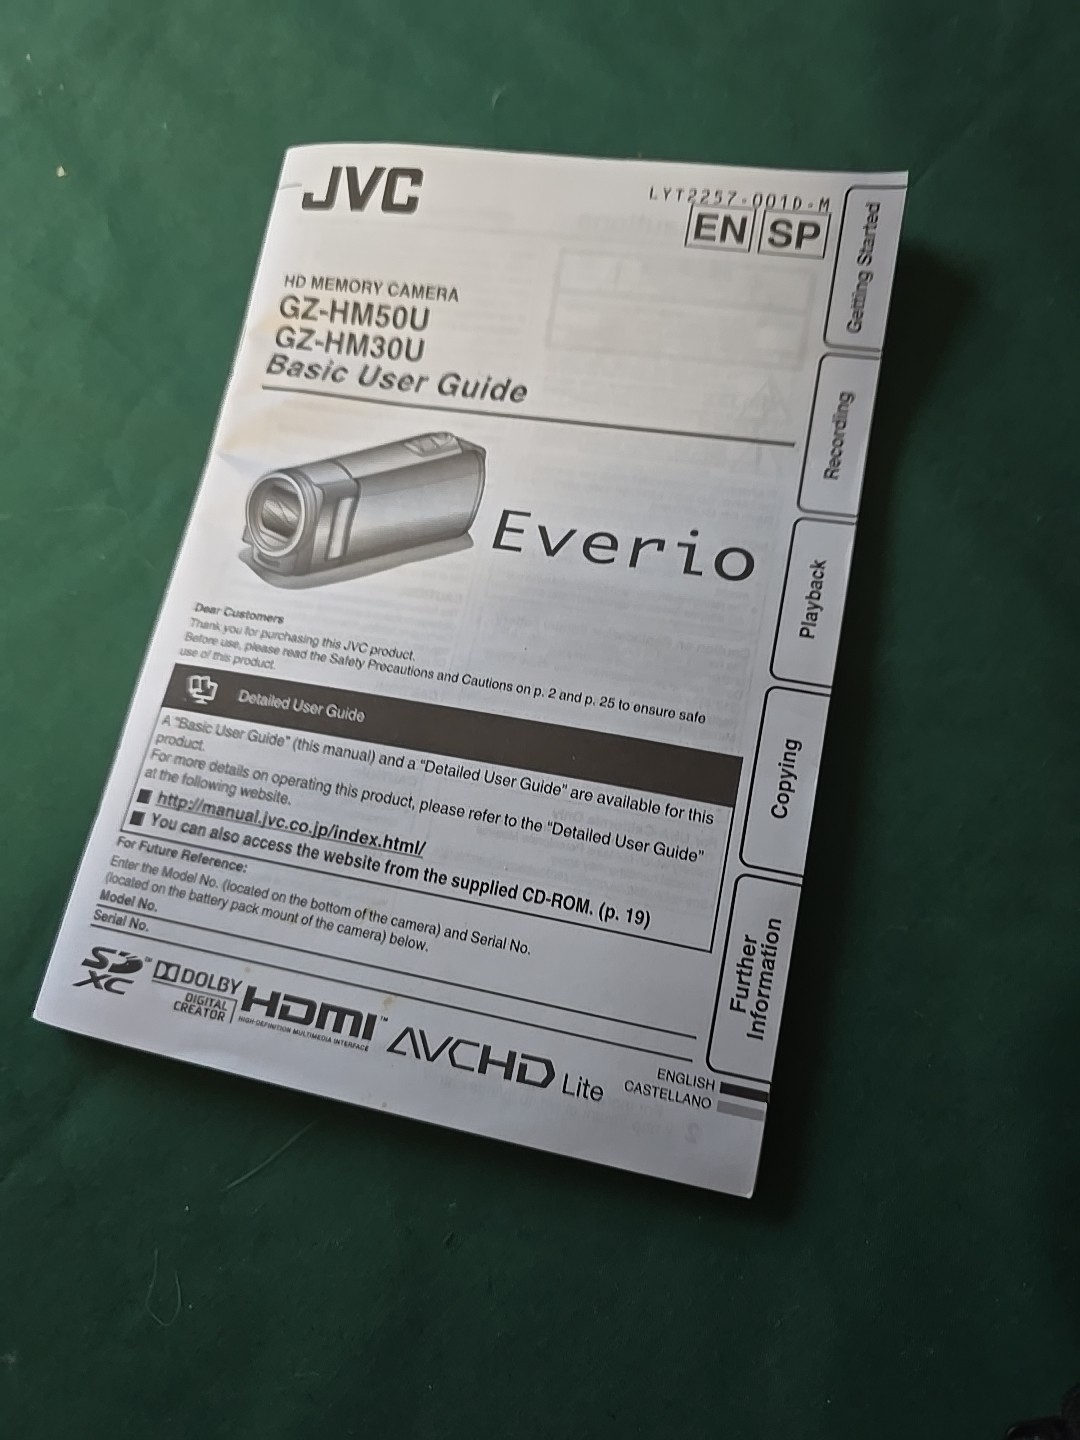 JVC
LYT2257-001D-M
EN SP
HD MEMORY CAMERA
GZ-HM50U
GZ-HM30U
Basic User Guide
Everio
Dear Customers
Thank you for purchasing this JVC product.
Before use, please read the Safety Precautions and Cautions on p. 2 and p. 25 to ensure safe
use of this product.
Detailed User Guide
A "Basic User Guide" (this manual) and a "Detailed User Guide" are available for this
product.
For more details on operating this product, please refer to the "Detailed User Guide"
at the following website.
■ http://manual.jvc.co.jp/index.html/
■ You can also access the website from the supplied CD-ROM. (p. 19)
For Future Reference:
Enter the Model No. (located on the bottom of the camera) and Serial No.
(located on the battery pack mount of the camera) below.
Model No.
Serial No.
SD XC ™
DOLBY
DIGITAL
CREATOR
HDMI ™
HIGH-DEFINITION MULTIMEDIA INTERFACE
AVCHD Lite
ENGLISH
CASTELLANO
Getting Started
Recording
Playback
Copying
Further
Information